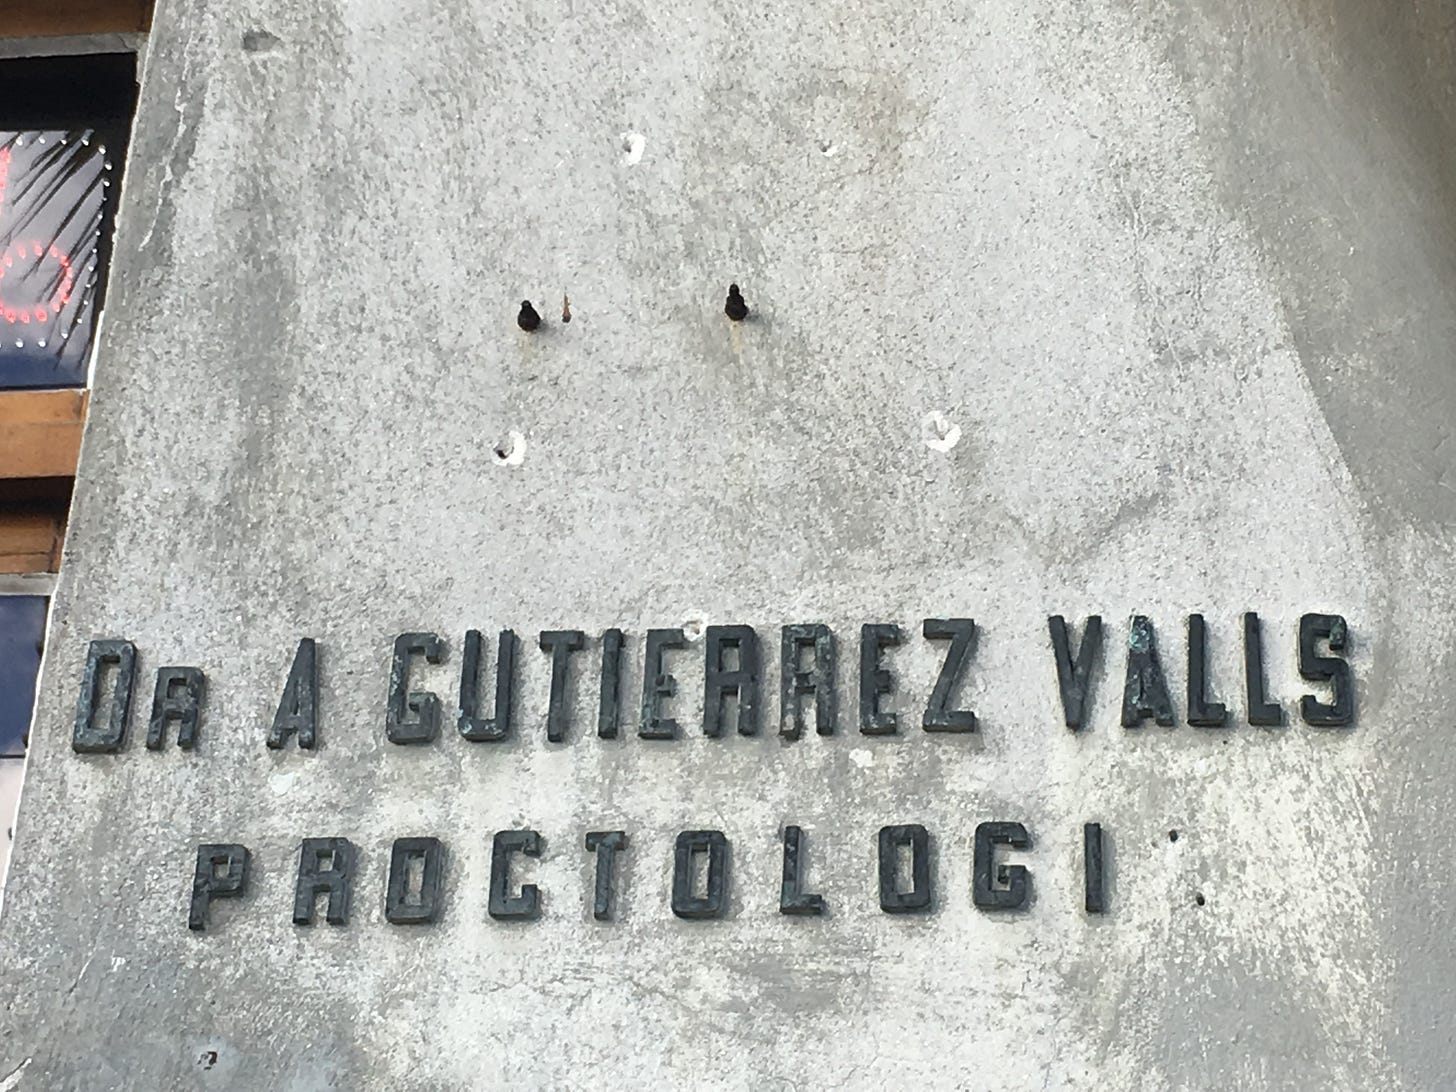 DR A GUTIERREZ VALLS
PROCTOLOGI